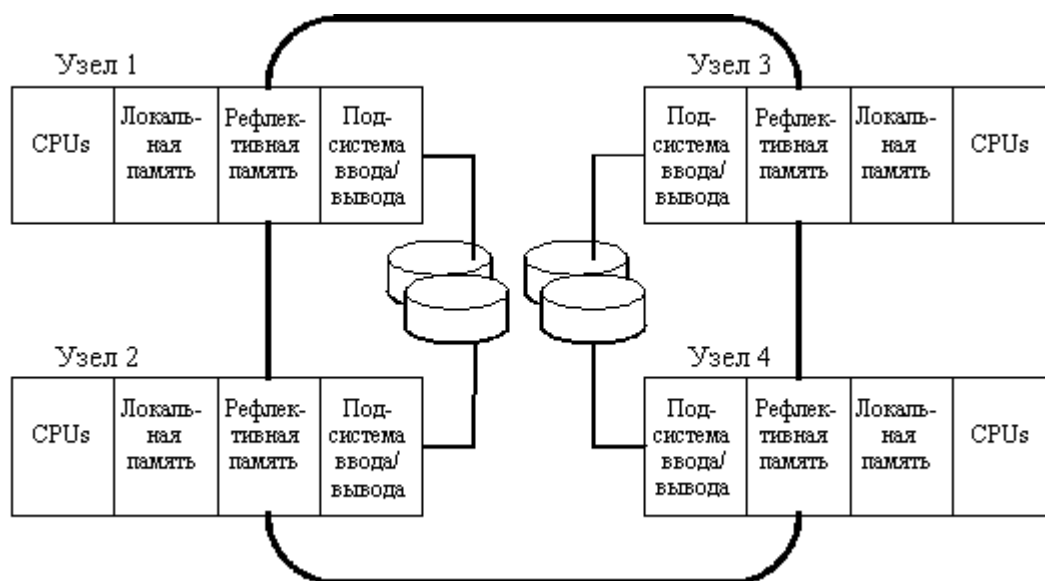 Узел 1
CPUs
Локаль-
ная
память
Рефлек-
тивная
память
Под-
система
ввода/
вывода
Узел 3
Под-
система
ввода/
вывода
Рефлек-
тивная
память
Локаль-
ная
память
CPUs
Узел 2
CPUs
Локаль-
ная
память
Рефлек-
тивная
память
Под-
система
ввода/
вывода
Узел 4
Под-
система
ввода/
вывода
Рефлек-
тивная
память
Локаль-
ная
память
CPUs